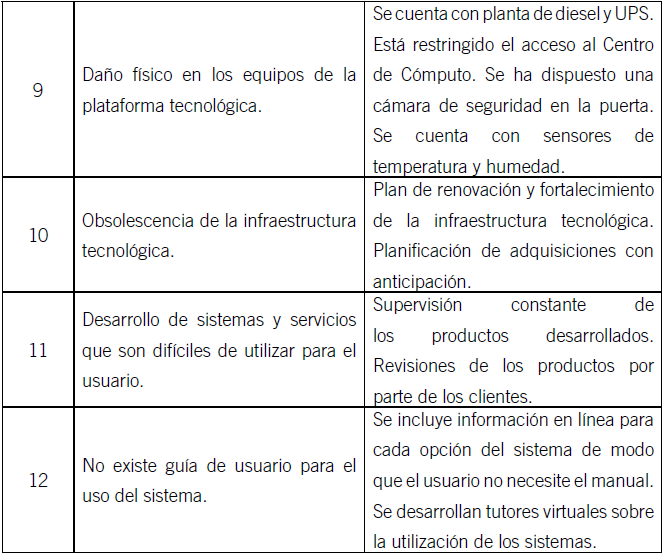 9
Daño físico en los equipos de la
plataforma tecnológica.
Se cuenta con planta de diesel y UPS.
Está restringido el acceso al Centro
de Cómputo. Se ha dispuesto una
cámara de seguridad en la puerta.
Se cuenta con sensores de
temperatura y humedad.
10
Obsolescencia de la infraestructura
tecnológica.
Plan de renovación y fortalecimiento
de la infraestructura tecnológica.
Planificación de adquisiciones con
anticipación.
11
Desarrollo de sistemas y servicios
que son difíciles de utilizar para el
usuario.
Supervisión constante de
los productos desarrollados.
Revisiones de los productos por
parte de los clientes.
12
No existe guía de usuario para el
uso del sistema.
Se incluye información en línea para
cada opción del sistema de modo
que el usuario no necesite el manual.
Se desarrollan tutores virtuales sobre
la utilización de los sistemas.